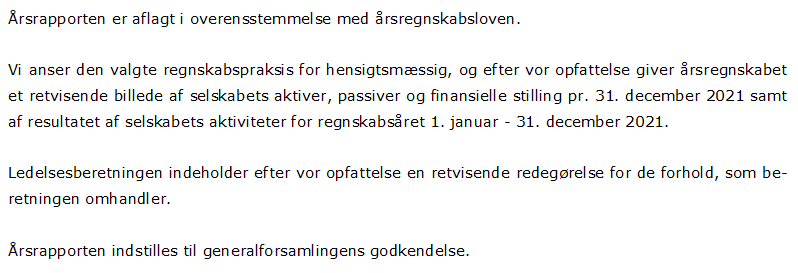 Årsrapporten er aflagt i overensstemmelse med årsregnskabsloven.
Vi anser den valgte regnskabspraksis for hensigtsmæssig, og efter vor opfattelse giver årsregnskabet
et retvisende billede af selskabets aktiver, passiver og finansielle stilling pr. 31. december 2021 samt
af resultatet af selskabets aktiviteter for regnskabsåret 1. januar - 31. december 2021.
Ledelsesberetningen indeholder efter vor opfattelse en retvisende redegørelse for de forhold, som be-
retningen omhandler.
Årsrapporten indstilles til generalforsamlingens godkendelse.